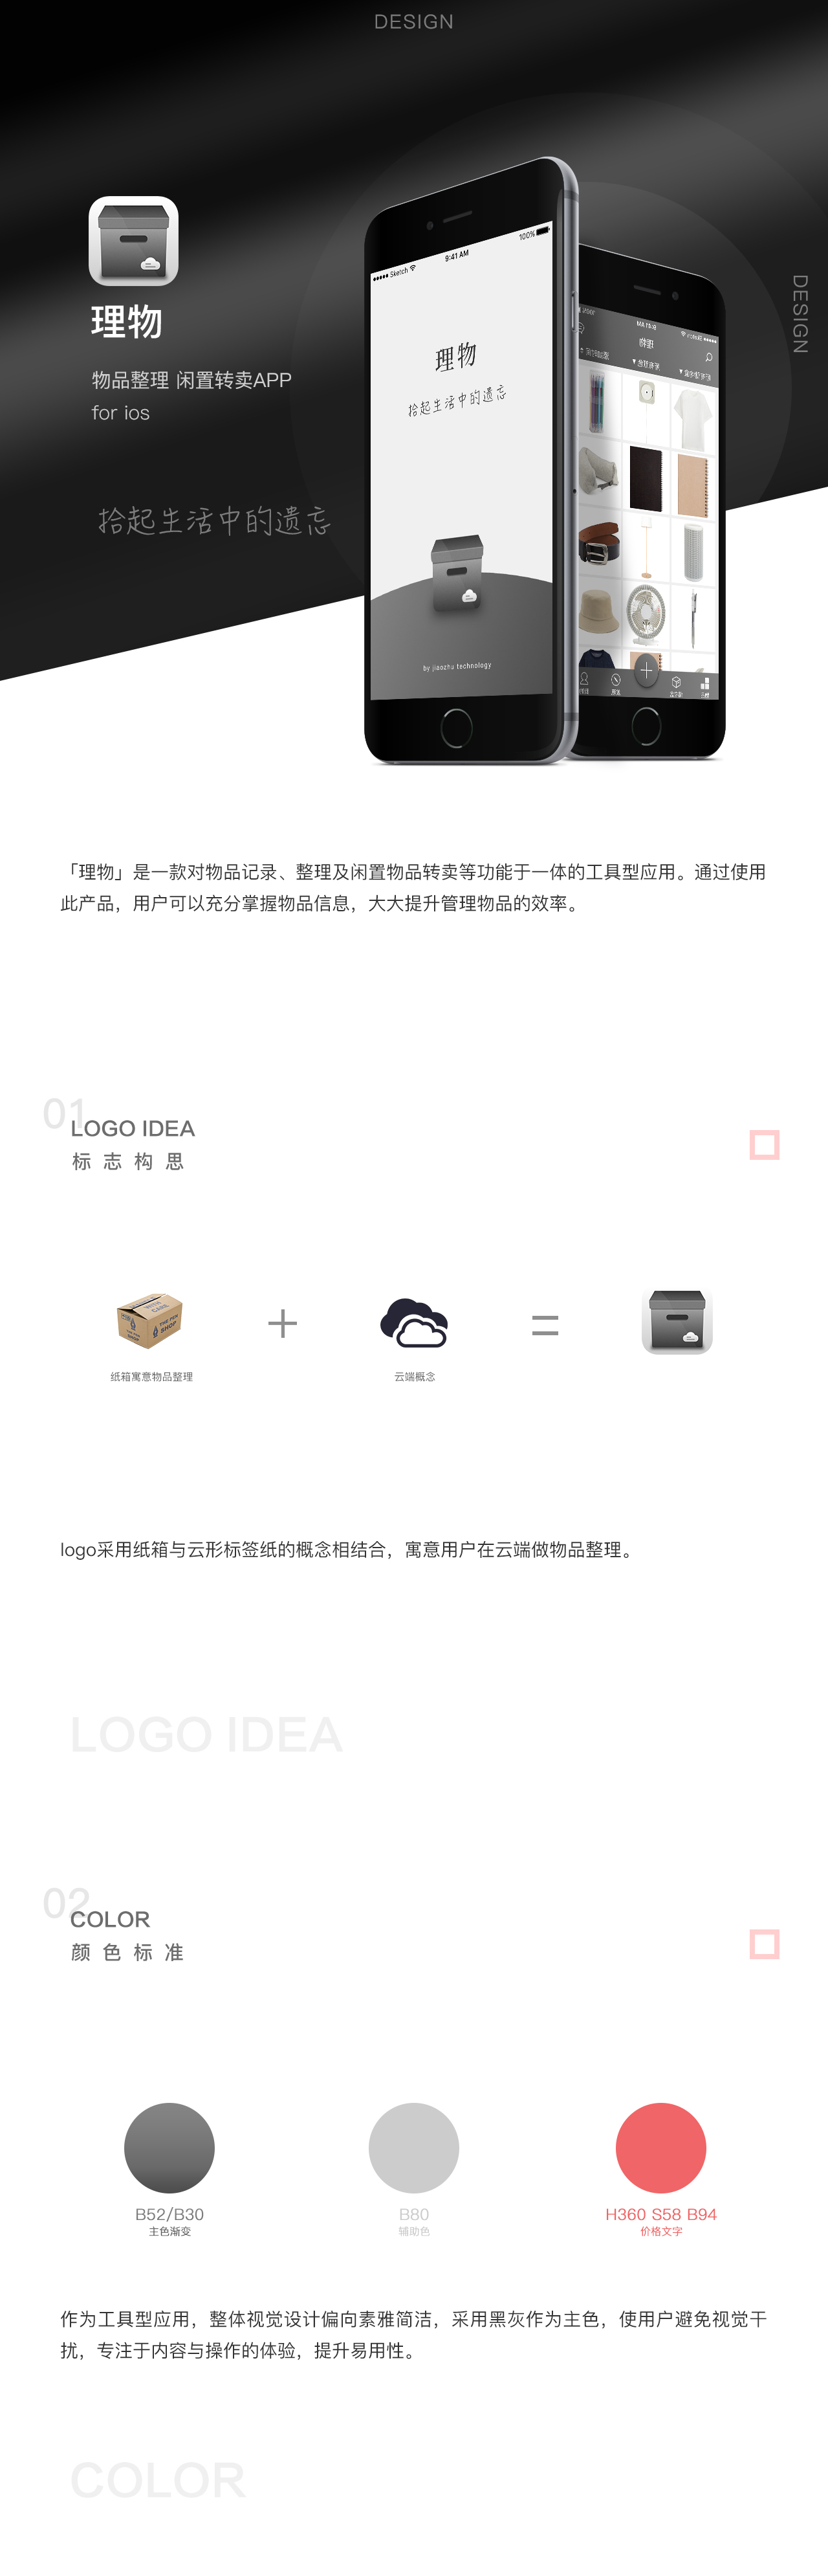 DESIGN
DESIGN
理物
物品整理 闲置转卖APP
for ios
拾起生活中的遗忘
Sketch
9:41 AM
100%
理物
拾起生活中的遗忘
by jiaozhu technology
「理物」是一款对物品记录、整理及闲置物品转卖等功能于一体的工具型应用。通过使用
此产品，用户可以充分掌握物品信息，大大提升管理物品的效率。
01
LOGO IDEA
标志构思
WITH CARE
THE PEN SHOP
纸箱寓意物品整理
云端概念
logo采用纸箱与云形标签纸的概念相结合，寓意用户在云端做物品整理。
LOGO IDEA
02
COLOR
颜色标准
B52/B30
主色渐变
B80
辅助色
H360 S58 B94
价格文字
作为工具型应用，整体视觉设计偏向素雅简洁，采用黑灰作为主色，使用户避免视觉干
扰，专注于内容与操作的体验，提升易用性。
COLOR